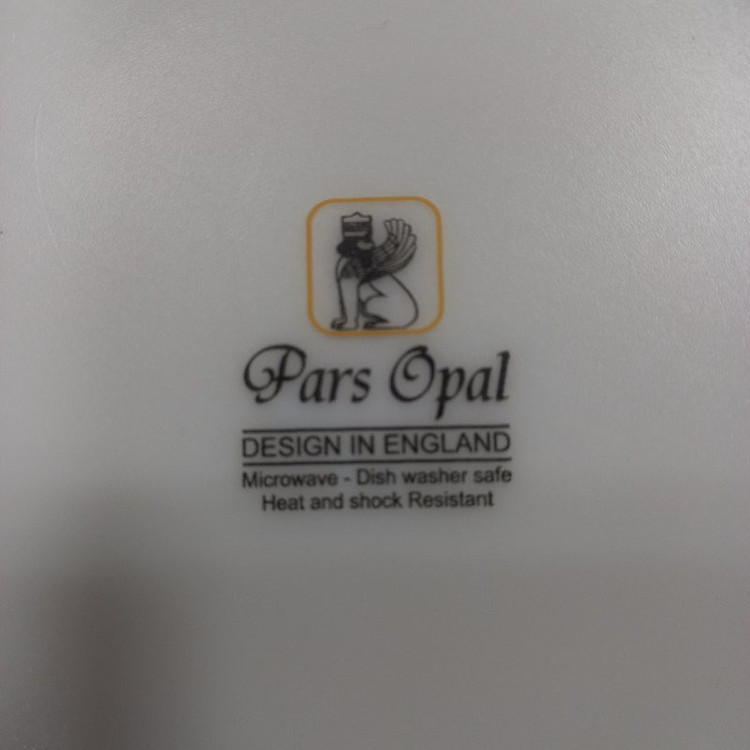 Pars Opal
DESIGN IN ENGLAND
Microwave - Dish washer safe
Heat and shock Resistant